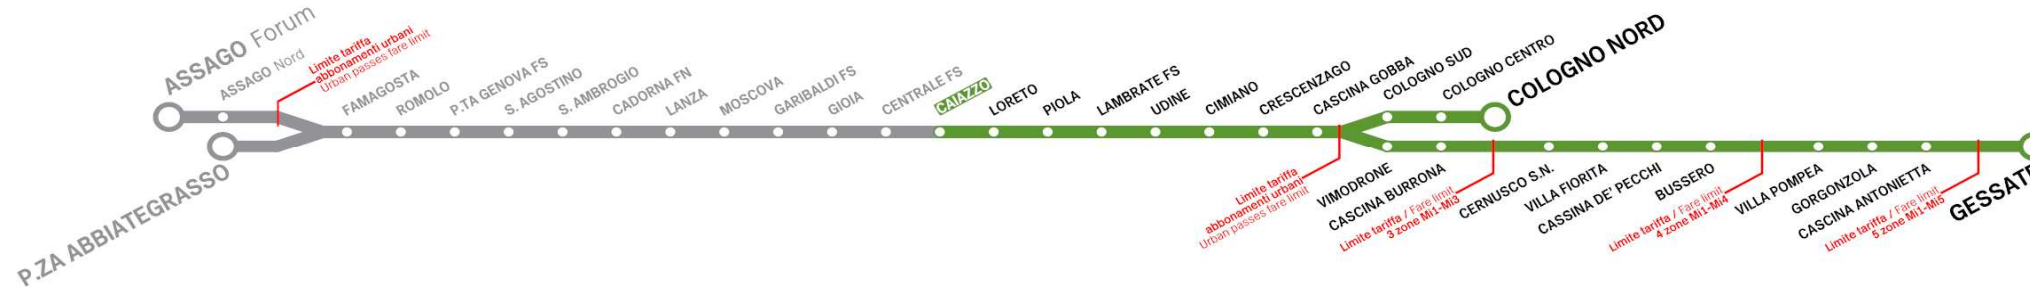 ASSAGO Forum
ASSAGO Nord
Limite tariffa
abbonamenti urbani
Urban passes fare limit
P.ZA ABBIATEGRASSO
FAMAGOSTA
ROMOLO
P.TA GENOVA FS
S. AGOSTINO
S. AMBROGIO
CADORNA FN
LANZA
MOSCOVA
GARIBALDI FS
GIOIA
CENTRALE FS
CAIAZZO
LORETO
PIOLA
LAMBRATE FS
UDINE
CIMIANO
CRESCENZAGO
CASCINA GOBBA
COLOGNO SUD
COLOGNO CENTRO
COLOGNO NORD
Limite tariffa
abbonamenti urbani
Urban passes fare limit
VIMODRONE
CASCINA BURRONA
Limite tariffa / Fare limit
3 zone Mi1-Mi3
CERNUSCO S.N.
VILLA FIORITA
CASSINA DE' PECCHI
BUSSERO
Limite tariffa / Fare limit
4 zone Mi1-Mi4
VILLA POMPEA
GORGONZOLA
CASCINA ANTONIETTA
Limite tariffa / Fare limit
5 zone Mi1-Mi5
GESSATE